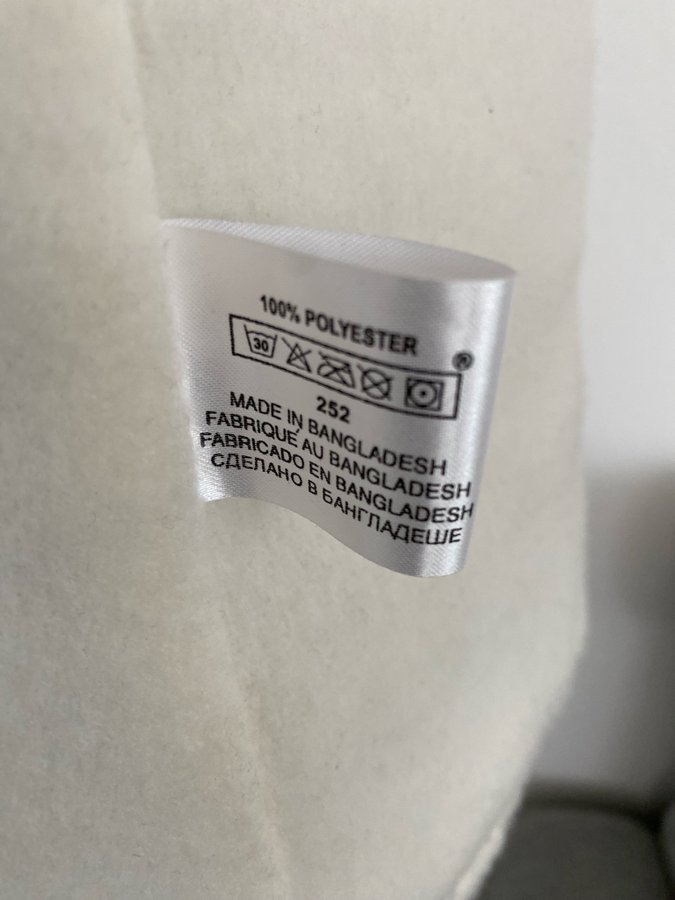 100% POLYESTER
30
®
252
MADE IN BANGLADESH
FABRIQUÉ AU BANGLADESH
FABRICADO EN BANGLADESH
СДЕЛАНО В БАНГЛАДЕШЕ